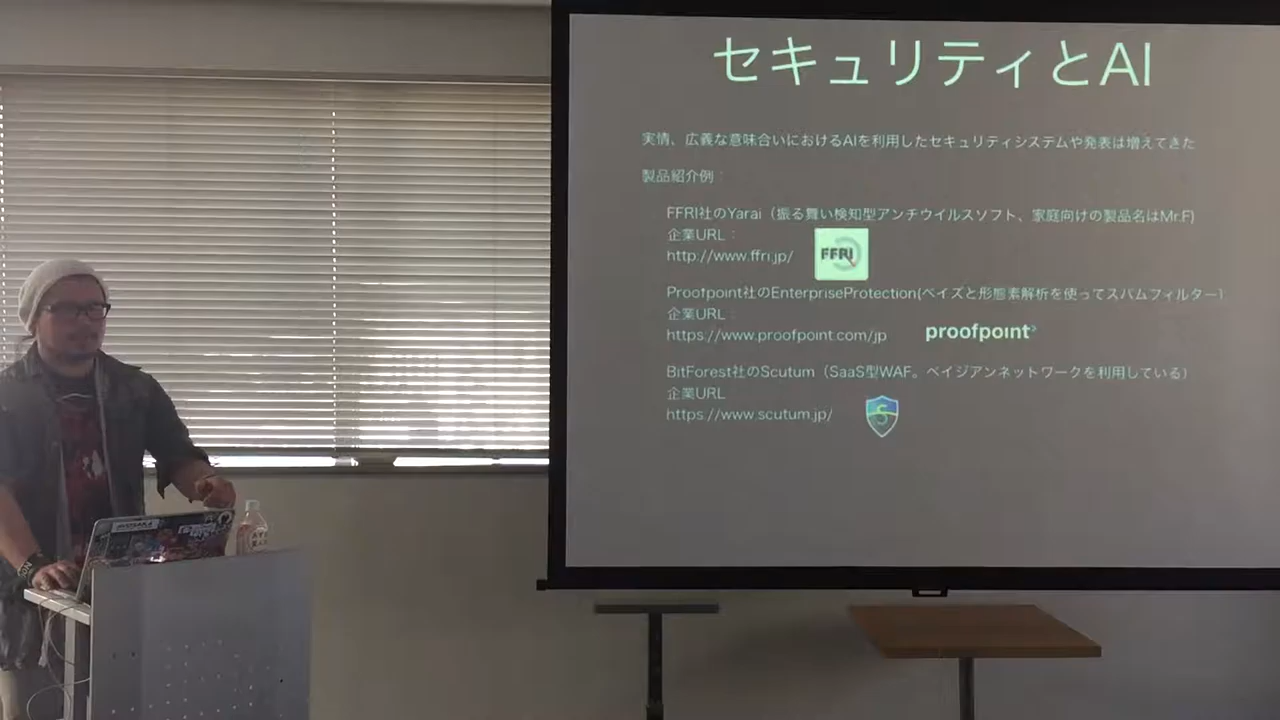 セキュリティとAI
実情、広義な意味合いにおけるAIを利用したセキュリティシステムや発表は増えてきた
製品紹介例：
FFRI社のYarai（振る舞い検知型アンチウイルスソフト、家庭向けの製品名はMr.F)
企業URL：
http://www.ffri.jp/
FFRI
Proofpoint社のEnterpriseProtection(ベイズと形態素解析を使ってスパムフィルター)
企業URL：
https://www.proofpoint.com/jp
proofpoint
BitForest社のScutum（SaaS型WAF。ベイジアンネットワークを利用している）
企業URL
https://www.scutum.jp/
S